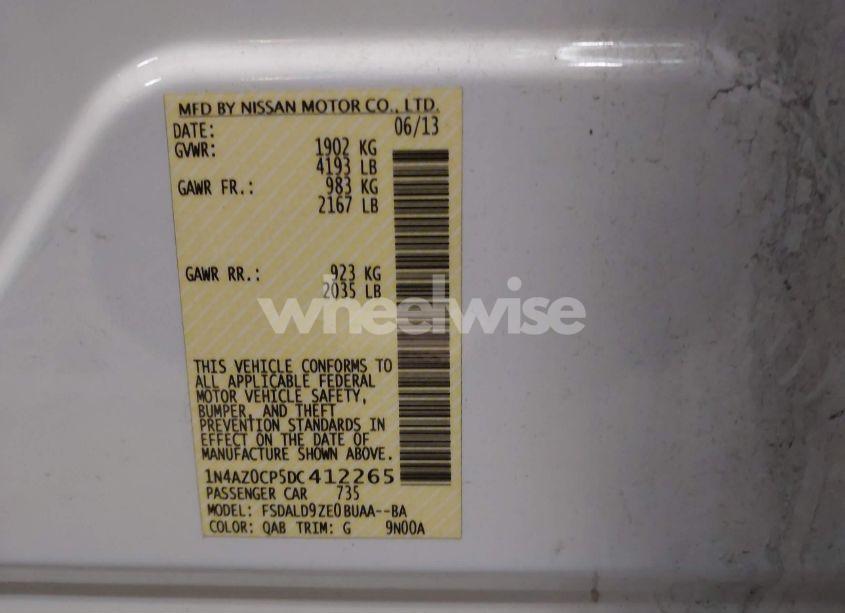 MFD BY NISSAN MOTOR CO., LTD.
DATE: 06/13
GVWR: 1902 KG
4193 LB
GAWR FR.: 983 KG
2167 LB
GAWR RR.: 923 KG
2035 LB
wheelwise
THIS VEHICLE CONFORMS TO
ALL APPLICABLE FEDERAL
MOTOR VEHICLE SAFETY,
BUMPER, AND THEFT
PREVENTION STANDARDS IN
EFFECT ON THE DATE OF
MANUFACTURE SHOWN ABOVE.
1N4AZ0CP5DC412265
PASSENGER CAR 735
MODEL: FSDALD9ZE0BUAA--BA
COLOR: QAB TRIM: G 9N00A